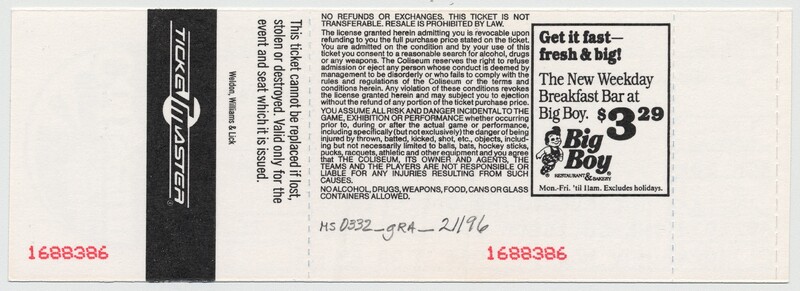 TICKETMASTER®
Weldon, Williams & Lick
This ticket cannot be replaced if lost,
stolen or destroyed. Valid only for the
event and seat which it is issued.
NO REFUNDS OR EXCHANGES. THIS TICKET IS NOT
TRANSFERABLE. RESALE IS PROHIBITED BY LAW.
The license granted herein admitting you is revocable upon
refunding to you the full purchase price stated on the ticket.
You are admitted on the condition and by your use of this
ticket you consent to a reasonable search for alcohol, drugs
or any weapons. The Coliseum reserves the right to refuse
admission or eject any person whose conduct is deemed by
management to be disorderly or who fails to comply with the
rules and regulations of the Coliseum or the terms and
conditions herein. Any violation of these conditions revokes
the license granted herein and may subject you to ejection
without the refund of any portion of the ticket purchase price.
YOU ASSUME ALL RISK AND DANGER INCIDENTAL TO THE
GAME, EXHIBITION OR PERFORMANCE whether occurring
prior to, during or after the actual game or performance,
including specifically (but not exclusively) the danger of being
injured by thrown, batted, kicked, shot, etc., objects, includ-
ing but not necessarily limited to balls, bats, hockey sticks,
pucks, racquets, athletic and other equipment and you agree
that THE COLISEUM, ITS OWNER AND AGENTS, THE
TEAMS AND THE PLAYERS ARE NOT RESPONSIBLE OR
LIABLE FOR ANY INJURIES RESULTING FROM SUCH
CAUSES.
NO ALCOHOL, DRUGS, WEAPONS, FOOD, CANS OR GLASS
CONTAINERS ALLOWED.
Get it fast—
fresh & big!
The New Weekday
Breakfast Bar at
Big Boy. $3.29
Big
Boy
RESTAURANT & BAKERY®
Mon.-Fri. 'til 11am. Excludes holidays.
MS0332_gRA_21196
1688386
1688386